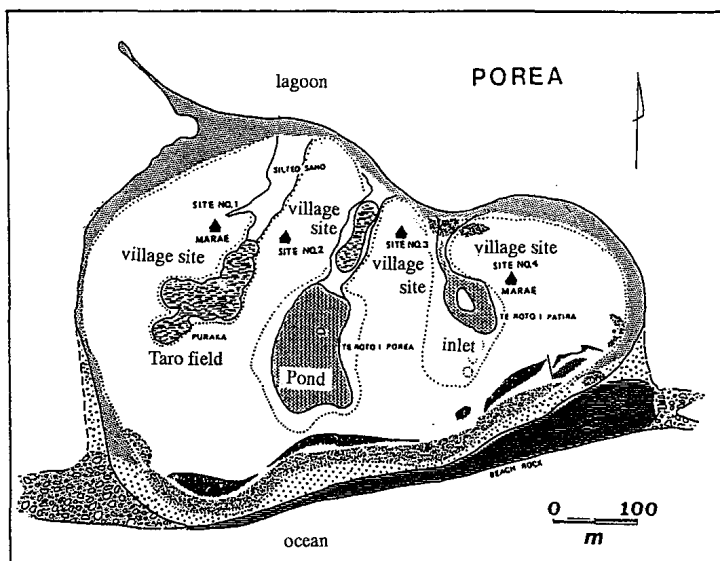 lagoon
POREA
SILTED SAND
SITE NO.1
MARAE
village
site
SITE NO.2
SITE NO.3
village site
village
site
village site
SITE NO.4
MARAE
TE ROTO I PATIRA
TE ROTO I POREA
PURAKA
Taro field
Pond
inlet
BEACH ROCK
0 100
m
ocean